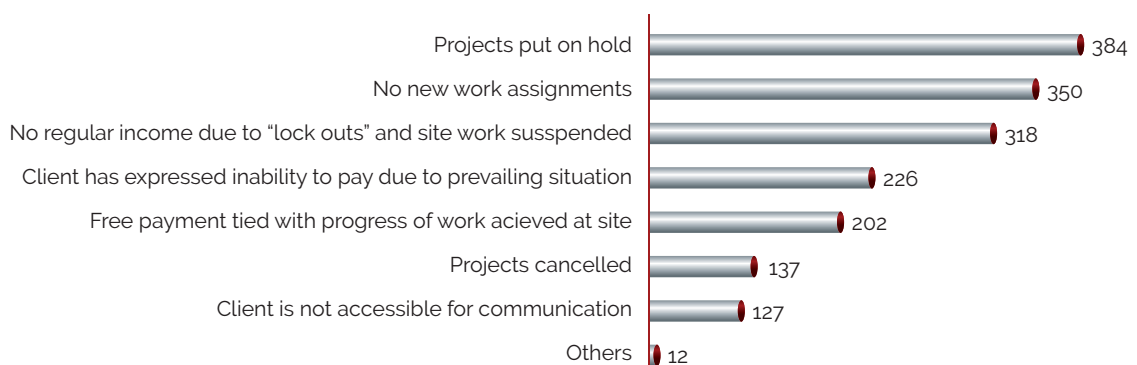 Projects put on hold 384
No new work assignments 350
No regular income due to “lock outs” and site work susspended 318
Client has expressed inability to pay due to prevailing situation 226
Free payment tied with progress of work acieved at site 202
Projects cancelled 137
Client is not accessible for communication 127
Others 12